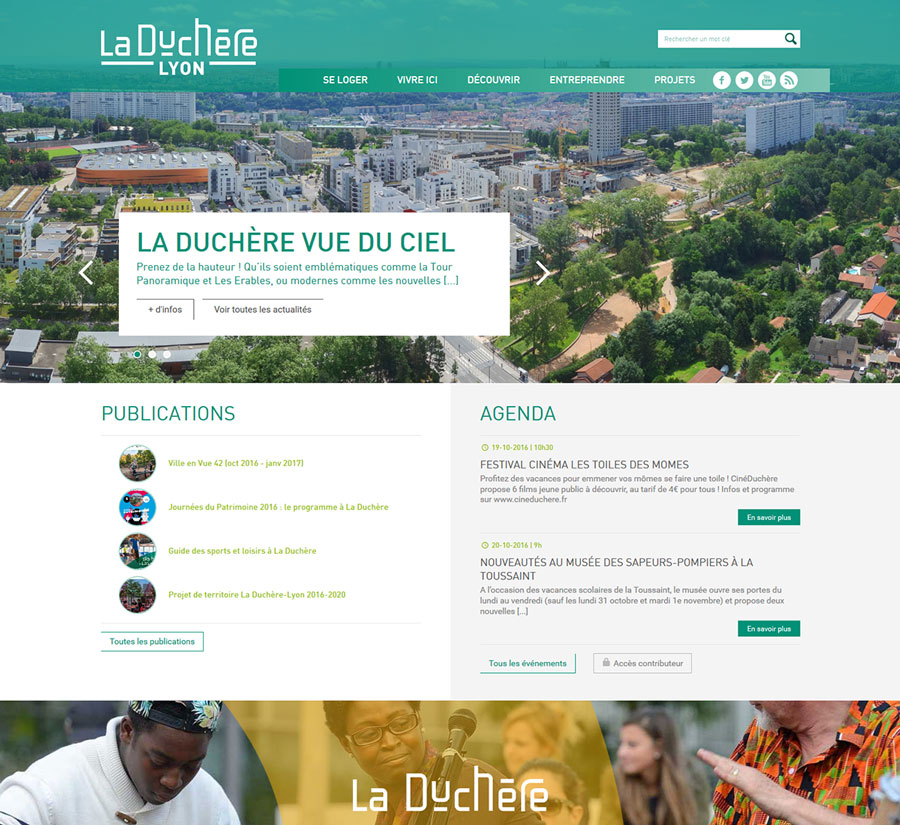 La Duchère
LYON
Rechercher un mot clé
SE LOGER VIVRE ICI DÉCOUVRIR ENTREPRENDRE PROJETS
LA DUCHÈRE VUE DU CIEL
Prenez de la hauteur ! Qu'ils soient emblématiques comme la Tour
Panoramique et Les Erables, ou modernes comme les nouvelles [...]
+ d'infos Voir toutes les actualités
PUBLICATIONS
Ville en Vue 42 (oct 2016 - janv 2017)
Journées du Patrimoine 2016 : le programme à La Duchère
Guide des sports et loisirs à La Duchère
Projet de territoire La Duchère-Lyon 2016-2020
Toutes les publications
AGENDA
19-10-2016 | 10h30
FESTIVAL CINÉMA LES TOILES DES MOMES
Profitez des vacances pour emmener vos mômes se faire une toile ! CinéDuchère
propose 6 films jeune public à découvrir, au tarif de 4€ pour tous ! Infos et programme
sur www.cineduchere.fr
En savoir plus
20-10-2016 | 9h
NOUVEAUTÉS AU MUSÉE DES SAPEURS-POMPIERS À LA
TOUSSAINT
A l'occasion des vacances scolaires de la Toussaint, le musée ouvre ses portes du
lundi au vendredi (sauf les lundi 31 octobre et mardi 1e novembre) et propose deux
nouvelles [...]
En savoir plus
Tous les événements Accès contributeur
La Duchère